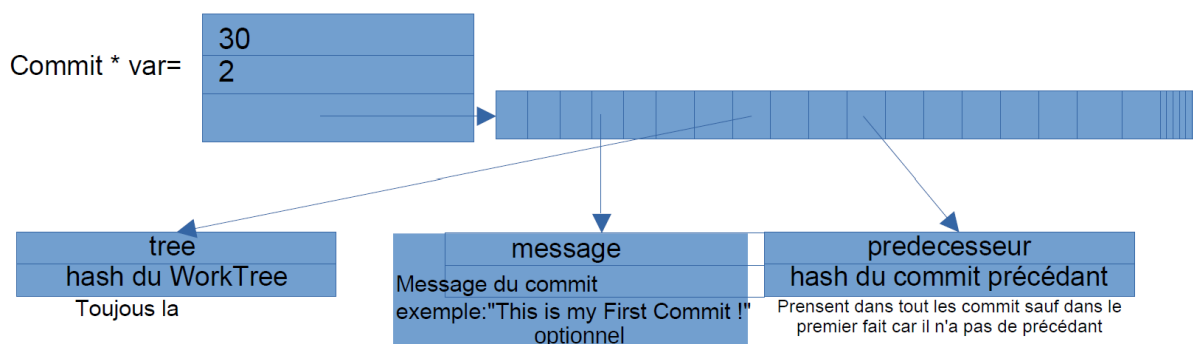 Commit * var=
30
2
tree
hash du WorkTree
Toujous la
message
Message du commit
exemple:"This is my First Commit !"
optionnel
predecesseur
hash du commit précédant
Prensent dans tout les commit sauf dans le
premier fait car il n'a pas de précédant